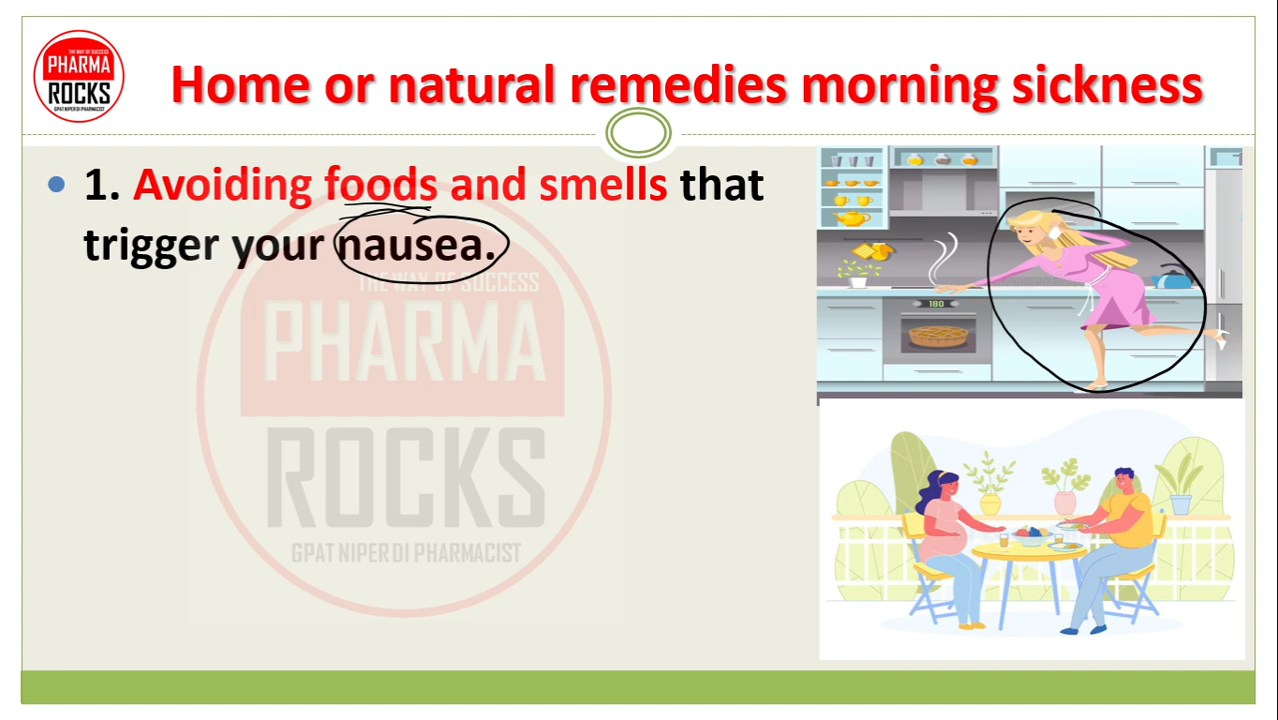 THE WAY OF SUCCESS
PHARMA
ROCKS
GPAT NIPER DI PHARMACIST
Home or natural remedies morning sickness
• 1. Avoiding foods and smells that
trigger your nausea.
THE WAY OF SUCCESS
PHARMA
ROCKS
GPAT NIPER DI PHARMACIST
180